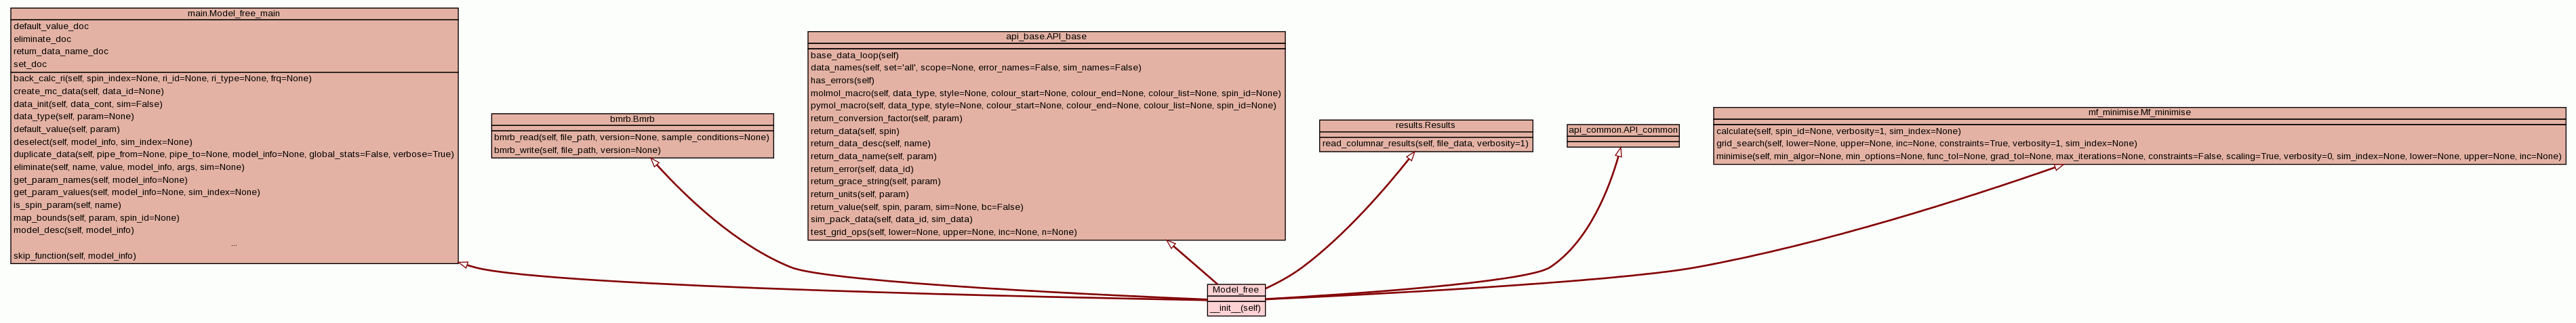 main.Model_free_main
default_value_doc
eliminate_doc
return_data_name_doc
set_doc
back_calc_ri(self, spin_index=None, ri_id=None, ri_type=None, frq=None)
create_mc_data(self, data_id=None)
data_init(self, data_cont, sim=False)
data_type(self, param=None)
default_value(self, param)
deselect(self, model_info, sim_index=None)
duplicate_data(self, pipe_from=None, pipe_to=None, model_info=None, global_stats=False, verbose=True)
eliminate(self, name, value, model_info, args, sim=None)
get_param_names(self, model_info=None)
get_param_values(self, model_info=None, sim_index=None)
is_spin_param(self, name)
map_bounds(self, param, spin_id=None)
model_desc(self, model_info)
...
skip_function(self, model_info)
bmrb.Bmrb
bmrb_read(self, file_path, version=None, sample_conditions=None)
bmrb_write(self, file_path, version=None)
api_base.API_base
base_data_loop(self)
data_names(self, set='all', scope=None, error_names=False, sim_names=False)
has_errors(self)
molmol_macro(self, data_type, style=None, colour_start=None, colour_end=None, colour_list=None, spin_id=None)
pymol_macro(self, data_type, style=None, colour_start=None, colour_end=None, colour_list=None, spin_id=None)
return_conversion_factor(self, param)
return_data(self, spin)
return_data_desc(self, name)
return_data_name(self, param)
return_error(self, data_id)
return_grace_string(self, param)
return_units(self, param)
return_value(self, spin, param, sim=None, bc=False)
sim_pack_data(self, data_id, sim_data)
test_grid_ops(self, lower=None, upper=None, inc=None, n=None)
results.Results
read_columnar_results(self, file_data, verbosity=1)
api_common.API_common
mf_minimise.Mf_minimise
calculate(self, spin_id=None, verbosity=1, sim_index=None)
grid_search(self, lower=None, upper=None, inc=None, constraints=True, verbosity=1, sim_index=None)
minimise(self, min_algor=None, min_options=None, func_tol=None, grad_tol=None, max_iterations=None, constraints=False, scaling=True, verbosity=0, sim_index=None, lower=None, upper=None, inc=None)
Model_free
__init__(self)